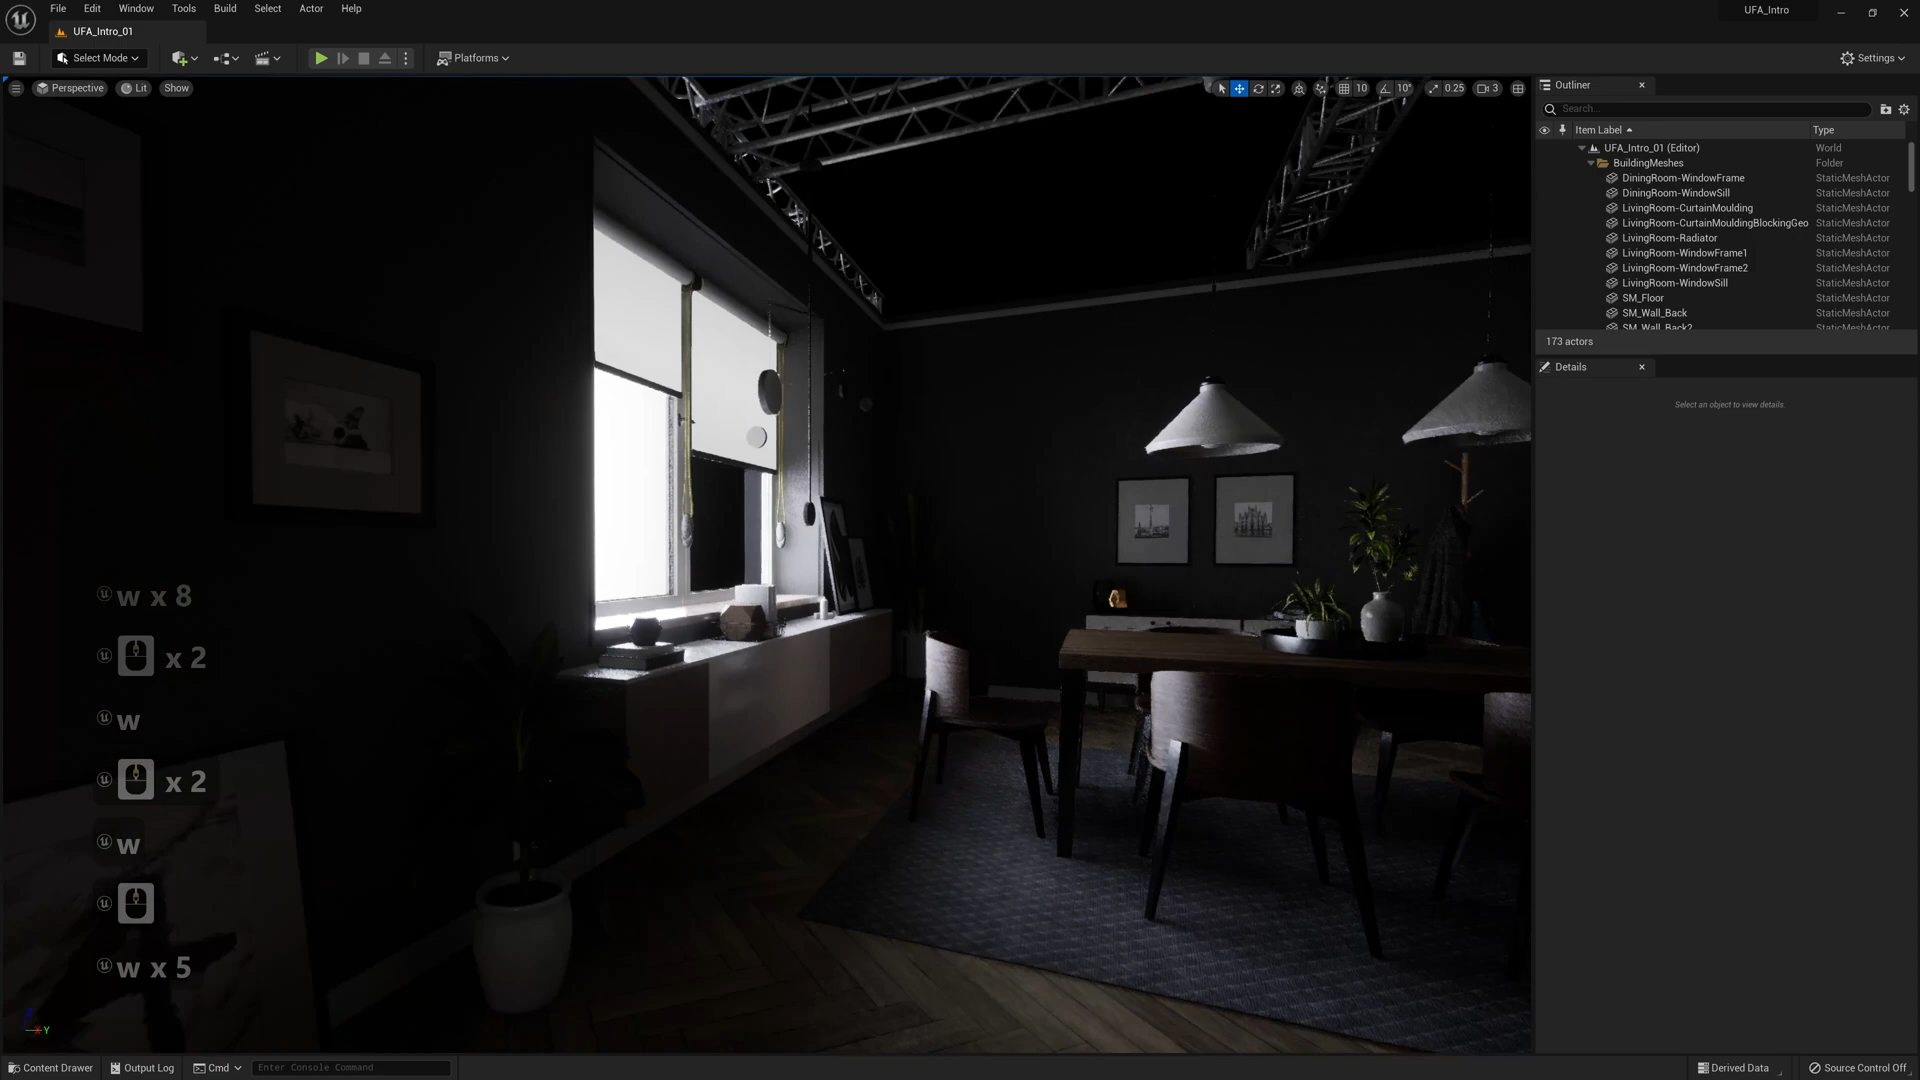 File Edit Window Tools Build Select Actor Help
UFA_Intro
UFA_Intro_01
Select Mode
Platforms
Settings
Perspective Lit Show
10 10° 0.25 3
Outliner
Search...
Item Label Type
UFA_Intro_01 (Editor) World
BuildingMeshes Folder
DiningRoom-WindowFrame StaticMeshActor
DiningRoom-WindowSill StaticMeshActor
LivingRoom-CurtainMoulding StaticMeshActor
LivingRoom-CurtainMouldingBlockingGeo StaticMeshActor
LivingRoom-Radiator StaticMeshActor
LivingRoom-WindowFrame1 StaticMeshActor
LivingRoom-WindowFrame2 StaticMeshActor
LivingRoom-WindowSill StaticMeshActor
SM_Floor StaticMeshActor
SM_Wall_Back StaticMeshActor
SM_Wall_Back2 StaticMeshActor
173 actors
Details
Select an object to view details.
w x 8
x 2
w
x 2
w
w x 5
Y
Content Drawer Output Log Cmd Enter Console Command
Derived Data Source Control Off